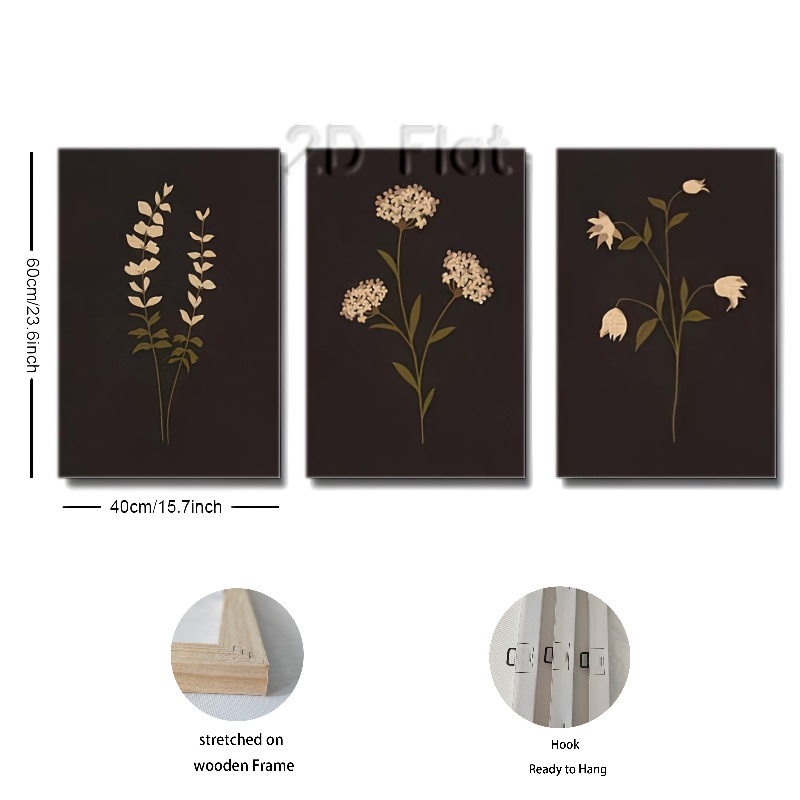 2D Flat
60cm/23.6inch
40cm/15.7inch
stretched on
wooden Frame
Hook
Ready to Hang